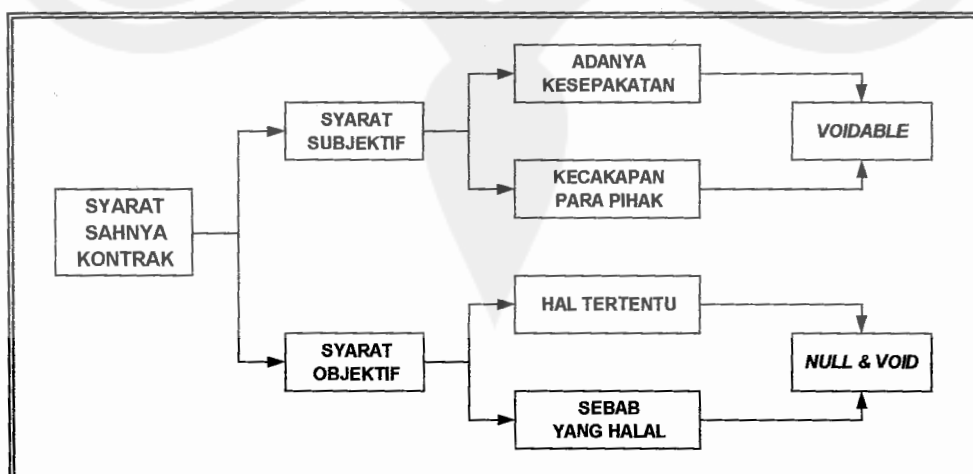 SYARAT
SAHNYA
KONTRAK
SYARAT
SUBJEKTIF
ADANYA
KESEPAKATAN
KECAKAPAN
PARA PIHAK
VOIDABLE
SYARAT
OBJEKTIF
HAL TERTENTU
SEBAB
YANG HALAL
NULL & VOID